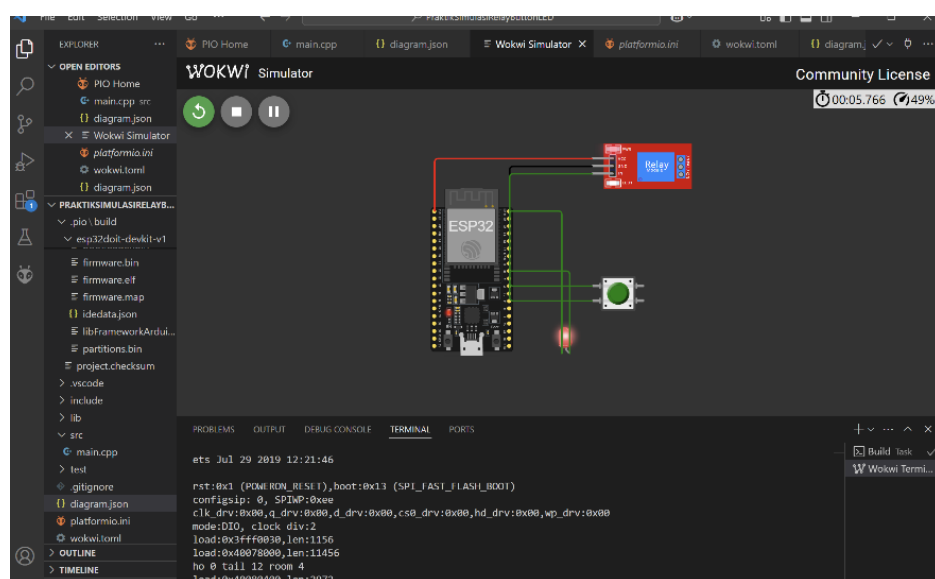 File Edit Selection View Go
PraktikSimulasiRelayButtonLED
EXPLORER
OPEN EDITORS
PIO Home
main.cpp src
{} diagram.json
Wokwi Simulator
platformio.ini
wokwi.toml
{} diagram.json
PRAKTIKSIMULASIRELAYB...
.pio \ build
esp32doit-devkit-v1
firmware.bin
firmware.elf
firmware.map
{} idedata.json
libFrameworkArdui...
partitions.bin
project.checksum
.vscode
include
lib
src
main.cpp
test
.gitignore
{} diagram.json
platformio.ini
wokwi.toml
OUTLINE
TIMELINE
1
PIO Home
main.cpp
{} diagram.json
Wokwi Simulator
platformio.ini
wokwi.toml
{} diagram.j
WOKWI Simulator
Community License
00:05.766 49%
PWR
Relay
ESP32
PROBLEMS OUTPUT DEBUG CONSOLE TERMINAL PORTS
Build Task
Wokwi Termi...
ets Jul 29 2019 12:21:46
rst:0x1 (POWERON_RESET),boot:0x13 (SPI_FAST_FLASH_BOOT)
configsip: 0, SPIWP:0xee
clk_drv:0x00,q_drv:0x00,d_drv:0x00,cs0_drv:0x00,hd_drv:0x00,wp_drv:0x00
mode:DIO, clock div:2
load:0x3fff0030,len:1156
load:0x40078000,len:11456
ho 0 tail 12 room 4
load:0x40080400,len:2972